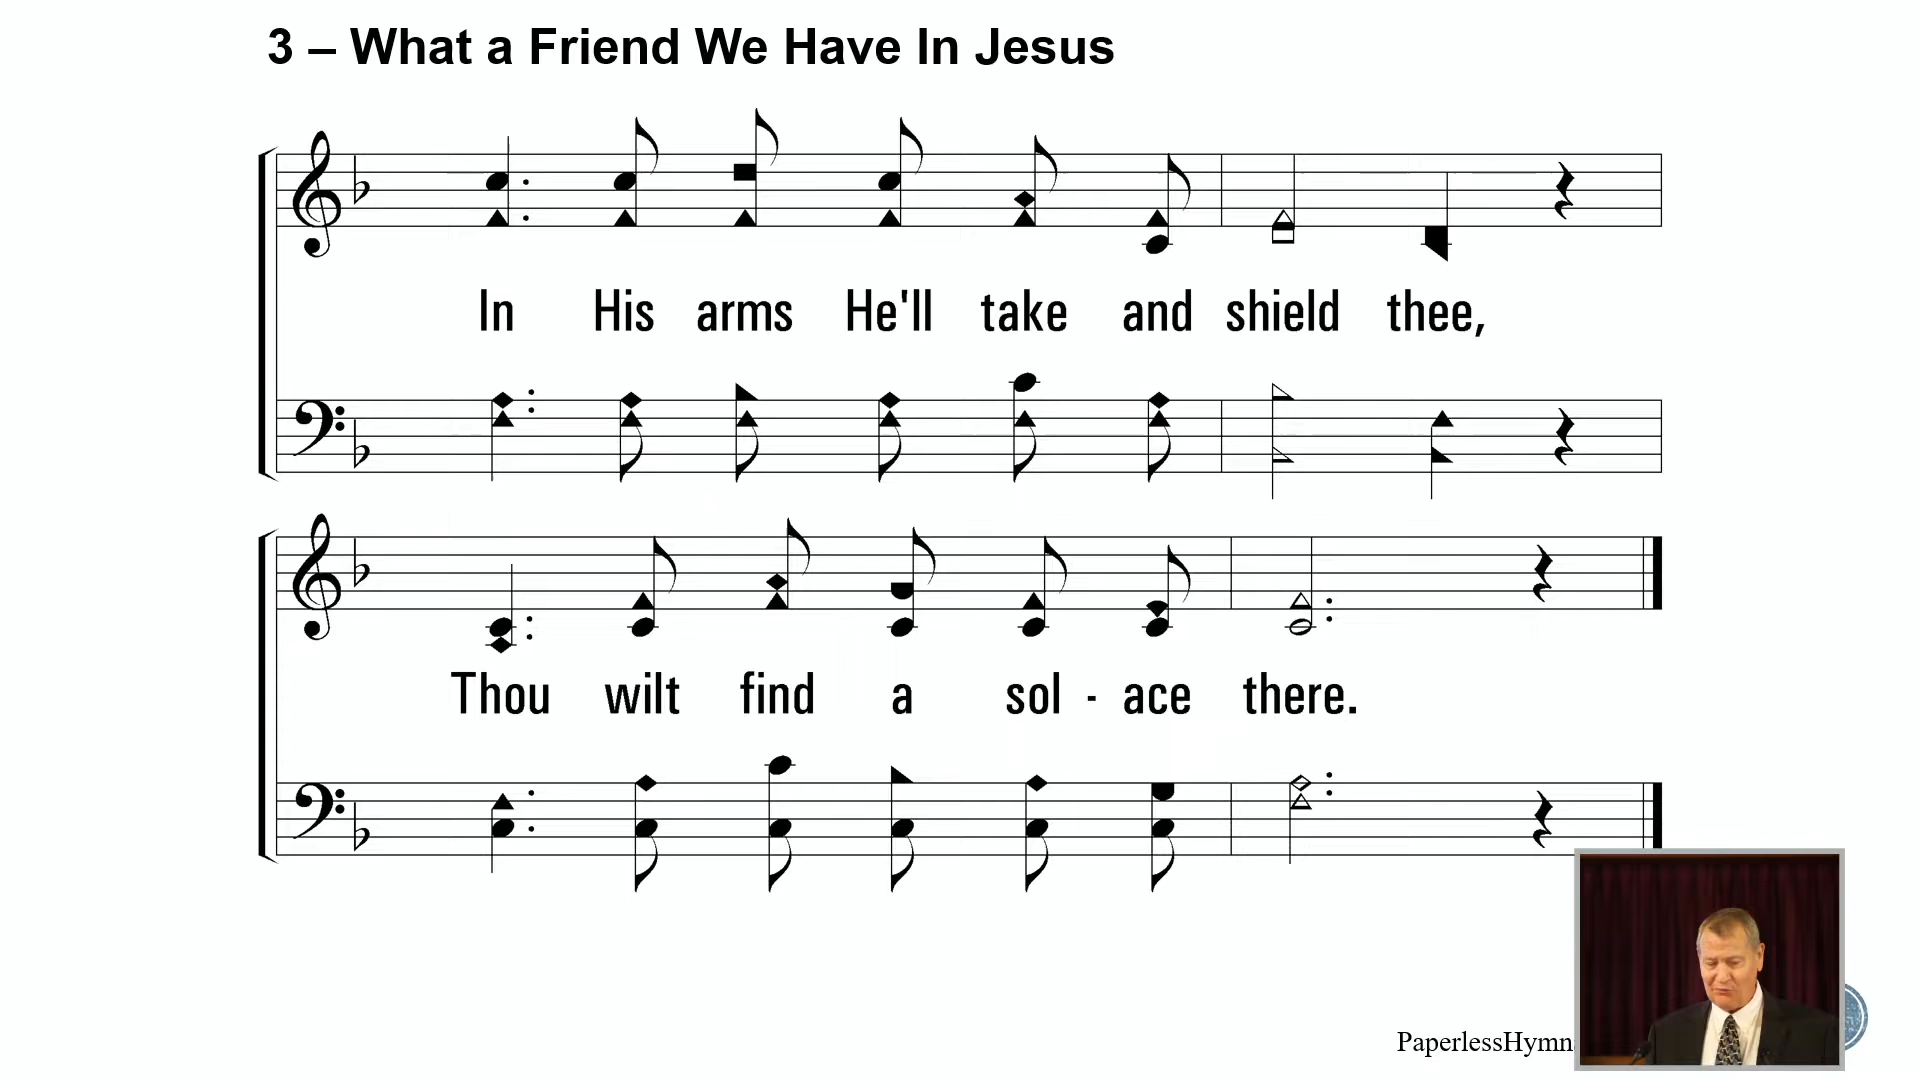 3 – What a Friend We Have In Jesus
In His arms He'll take and shield thee,
Thou wilt find a sol - ace there.
PaperlessHymn